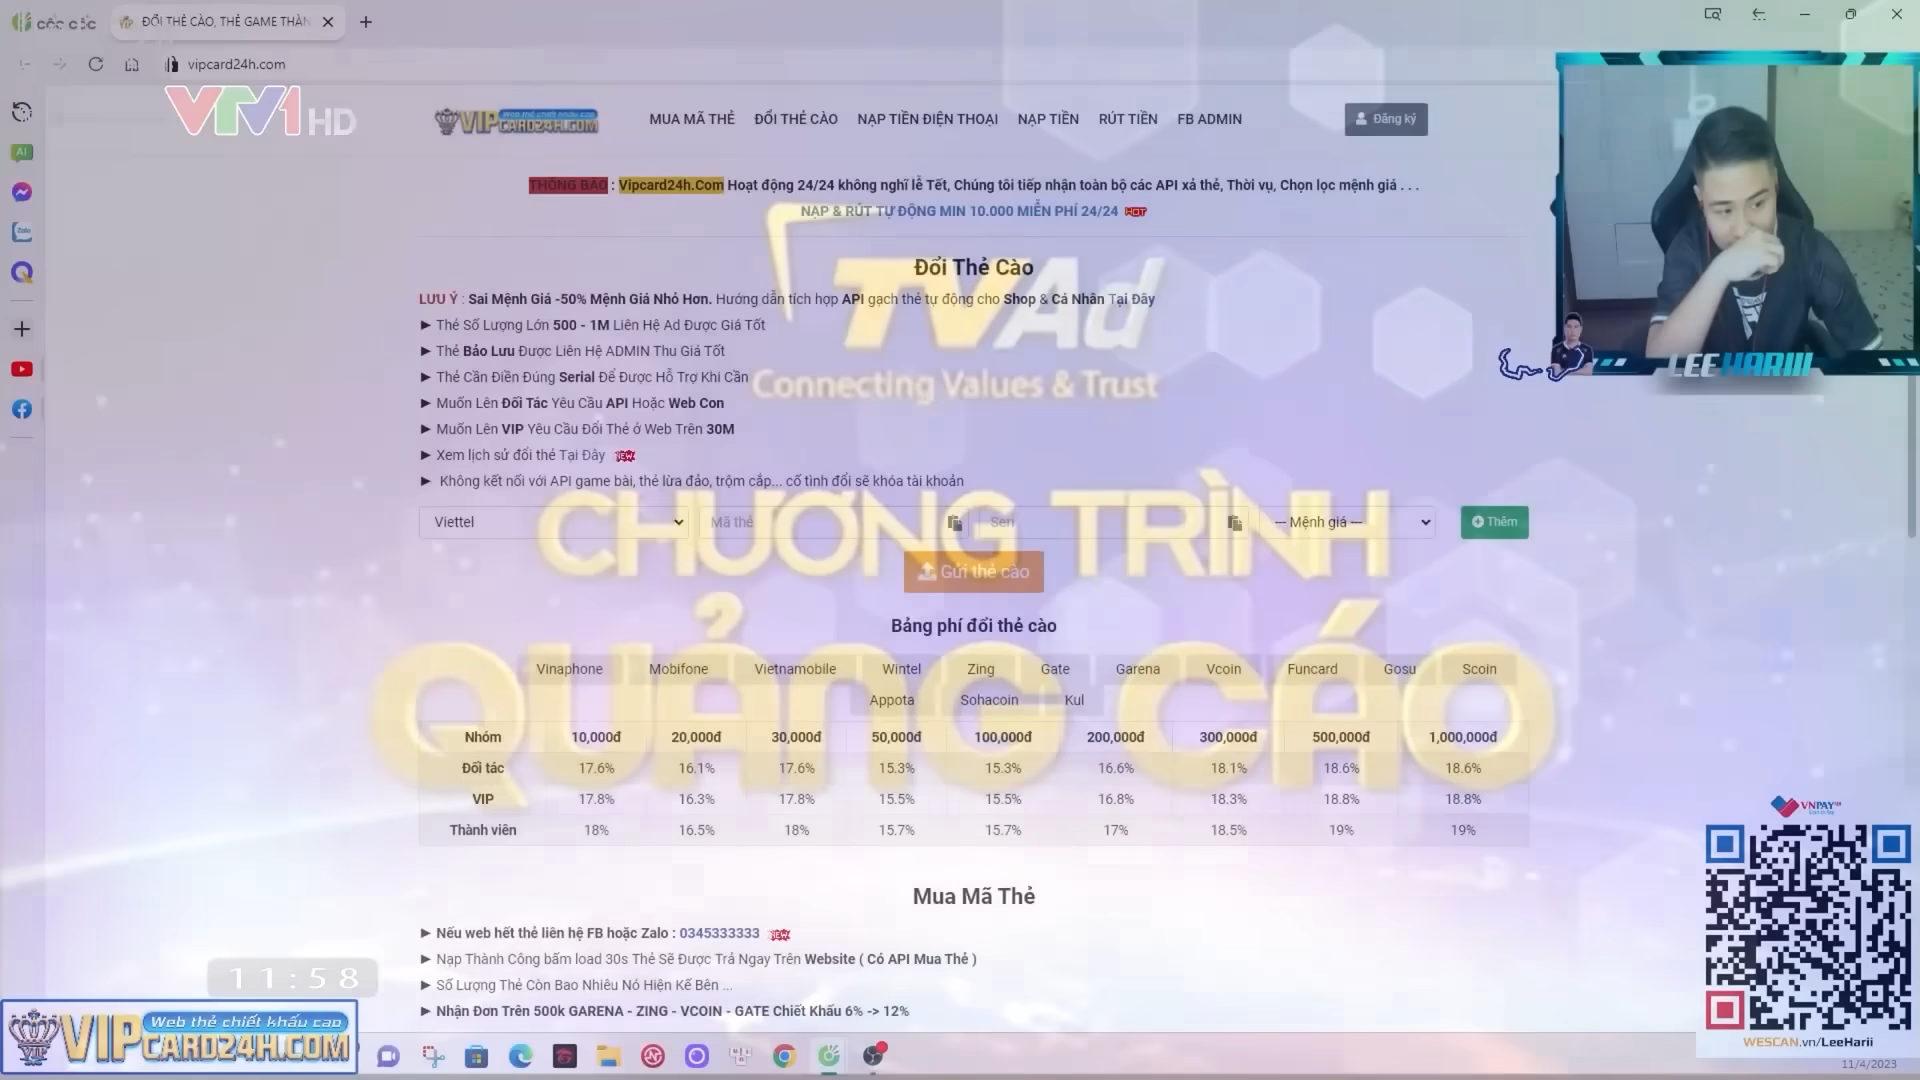 cốc cốc
ĐỔI THẺ CÀO, THẺ GAME THÀN
vipcard24h.com
VTV1 HD
VIPCARD24H.COM
MUA MÃ THẺ ĐỔI THẺ CÀO NẠP TIỀN ĐIỆN THOẠI NẠP TIỀN RÚT TIỀN FB ADMIN
Đăng ký
THÔNG BÁO : Vipcard24h.Com Hoạt động 24/24 không nghĩ lễ Tết, Chúng tôi tiếp nhận toàn bộ các API xả thẻ, Thời vụ, Chọn lọc mệnh giá . . .
NẠP & RÚT TỰ ĐỘNG MIN 10.000 MIỄN PHÍ 24/24 HOT
Đổi Thẻ Cào
TVAd
Connecting Values & Trust
LƯU Ý : Sai Mệnh Giá -50% Mệnh Giá Nhỏ Hơn. Hướng dẫn tích hợp API gạch thẻ tự động cho Shop & Cá Nhân Tại Đây
► Thẻ Số Lượng Lớn 500 - 1M Liên Hệ Ad Được Giá Tốt
► Thẻ Bảo Lưu Được Liên Hệ ADMIN Thu Giá Tốt
► Thẻ Cần Điền Đúng Serial Để Được Hỗ Trợ Khi Cần
► Muốn Lên Đối Tác Yêu Cầu API Hoặc Web Con
► Muốn Lên VIP Yêu Cầu Đổi Thẻ ở Web Trên 30M
► Xem lịch sử đổi thẻ Tại Đây NEW
► Không kết nối với API game bài, thẻ lừa đảo, trộm cắp... cố tình đổi sẽ khóa tài khoản
LEEHARIII
Viettel Mã thẻ Seri --- Mệnh giá --- Thêm
CHƯƠNG TRÌNH
Gửi thẻ cào
QUẢNG CÁO
Bảng phí đổi thẻ cào
Vinaphone Mobifone Vietnamobile Wintel Zing Gate Garena Vcoin Funcard Gosu Scoin
Appota Sohacoin Kul
Nhóm 10,000đ 20,000đ 30,000đ 50,000đ 100,000đ 200,000đ 300,000đ 500,000đ 1,000,000đ
Đối tác 17.6% 16.1% 17.6% 15.3% 15.3% 16.6% 18.1% 18.6% 18.6%
VIP 17.8% 16.3% 17.8% 15.5% 15.5% 16.8% 18.3% 18.8% 18.8%
Thành viên 18% 16.5% 18% 15.7% 15.7% 17% 18.5% 19% 19%
Mua Mã Thẻ
► Nếu web hết thẻ liên hệ FB hoặc Zalo : 0345333333 NEW
► Nạp Thành Công bấm load 30s Thẻ Sẽ Được Trả Ngay Trên Website ( Có API Mua Thẻ )
► Số Lượng Thẻ Còn Bao Nhiêu Nó Hiện Kế Bên ...
► Nhận Đơn Trên 500k GARENA - ZING - VCOIN - GATE Chiết Khấu 6% -> 12%
11:58
Web thẻ chiết khấu cao
VIPCARD24H.COM
VNPAY
WESCAN.vn/LeeHarii
11/4/2023